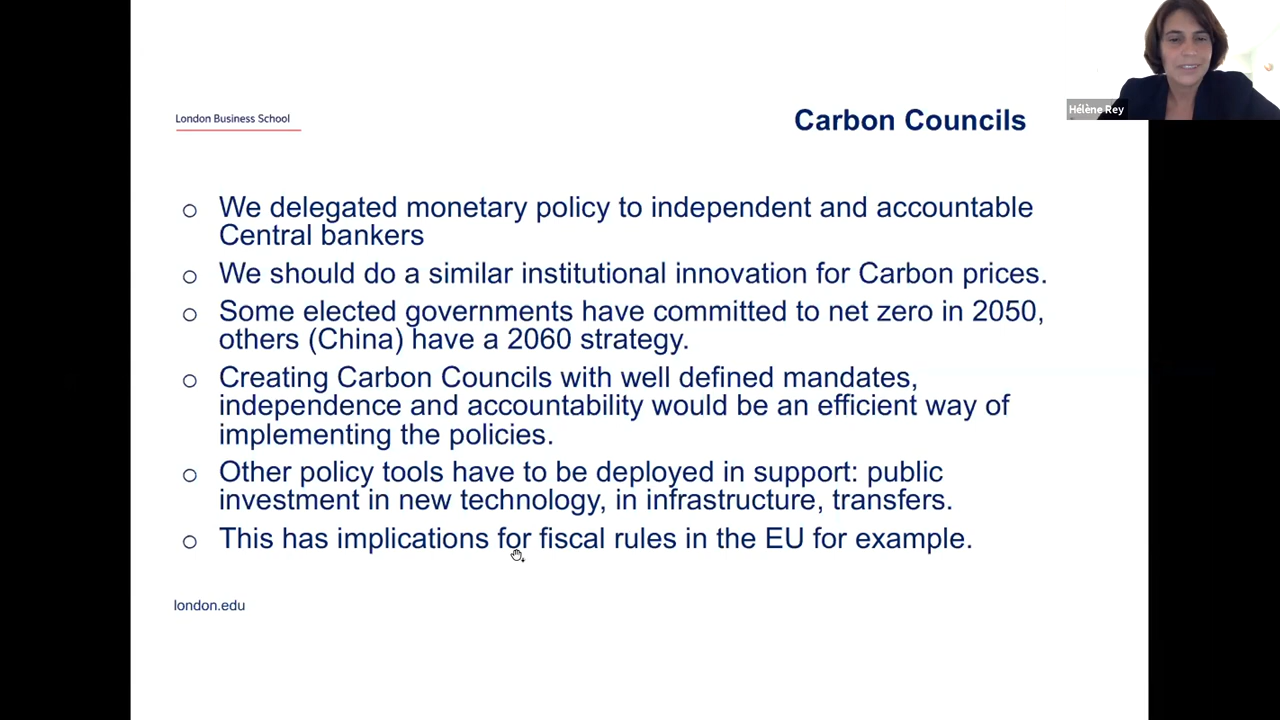 London Business School
Carbon Councils
Hélène Rey
We delegated monetary policy to independent and accountable
Central bankers
We should do a similar institutional innovation for Carbon prices.
Some elected governments have committed to net zero in 2050,
others (China) have a 2060 strategy.
Creating Carbon Councils with well defined mandates,
independence and accountability would be an efficient way of
implementing the policies.
Other policy tools have to be deployed in support: public
investment in new technology, in infrastructure, transfers.
This has implications for fiscal rules in the EU for example.
london.edu